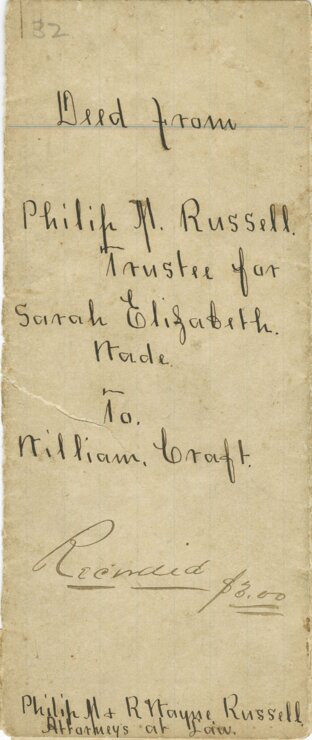 132
Deed from
Philip M. Russell.
Trustee for
Sarah Elizabeth.
Wade.
To.
William. Craft.
Recorded $3.00
Philip M & R Wayne Russell.
Attorneys at Law.